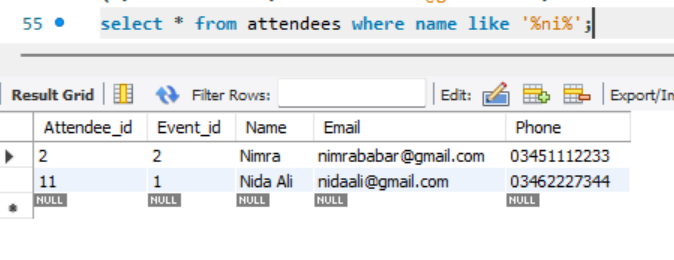 55 select * from attendees where name like '%ni%';
Result Grid Filter Rows: Edit: Export/In
Attendee_id Event_id Name Email Phone
2 2 Nimra nimrababar@gmail.com 03451112233
11 1 Nida Ali nidaali@gmail.com 03462227344
NULL NULL NULL NULL NULL